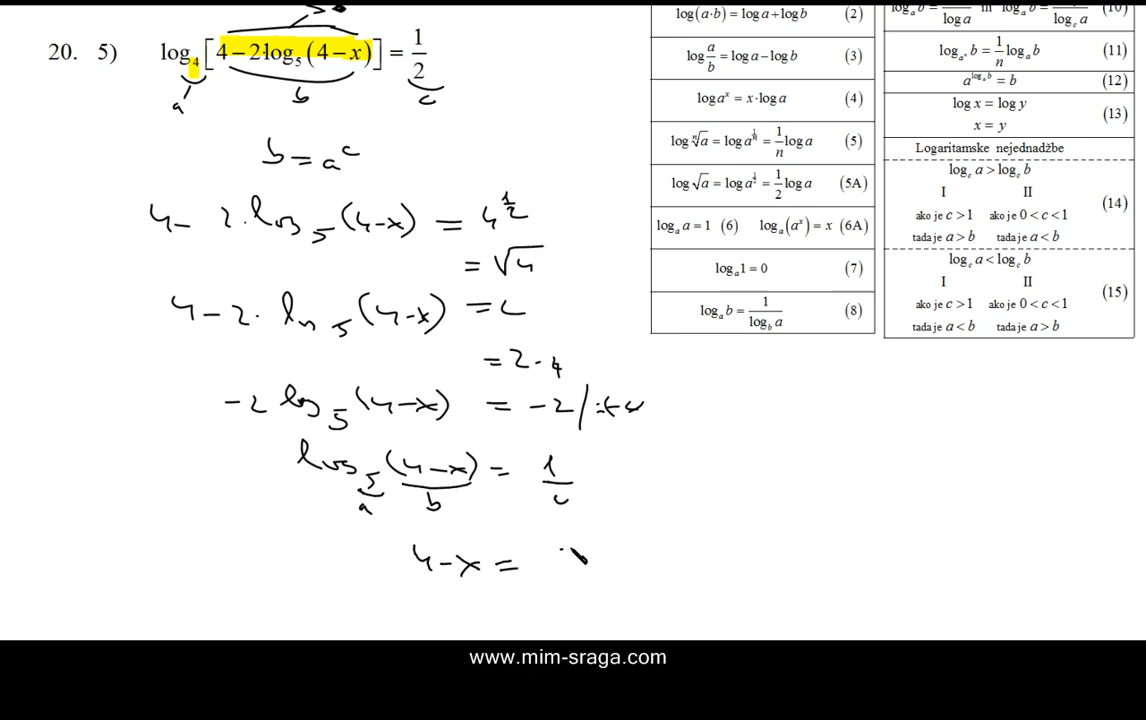 20. 5) log₄[4−2·log₅(4−x)] = 1/2
a b c
b = a^c
4 − 2·log₅(4−x) = 4^(1/2)
= √4
4 − 2·log₅(4−x) = 2
= 2 − 4
−2 log₅(4−x) = −2 /:(-2)
log₅(4−x) = 1
a b c
4−x =
log(a·b) = log a + log b (2)
log a/b = log a − log b (3)
log aˣ = x·log a (4)
log ⁿ√a = log a^(1/n) = 1/n log a (5)
log √a = log a^(1/2) = 1/2 log a (5A)
logₐ a = 1 (6) logₐ(aˣ) = x (6A)
logₐ 1 = 0 (7)
logₐ b = 1/log_b a (8)
log_(aⁿ) b = 1/n logₐ b (11)
a^(logₐ b) = b (12)
log x = log y
x = y (13)
Logaritamske nejednadžbe
log_c a > log_c b
I II
ako je c > 1 ako je 0 < c < 1 (14)
tada je a > b tada je a < b
log_c a < log_c b
I II
ako je c > 1 ako je 0 < c < 1 (15)
tada je a < b tada je a > b
www.mim-sraga.com